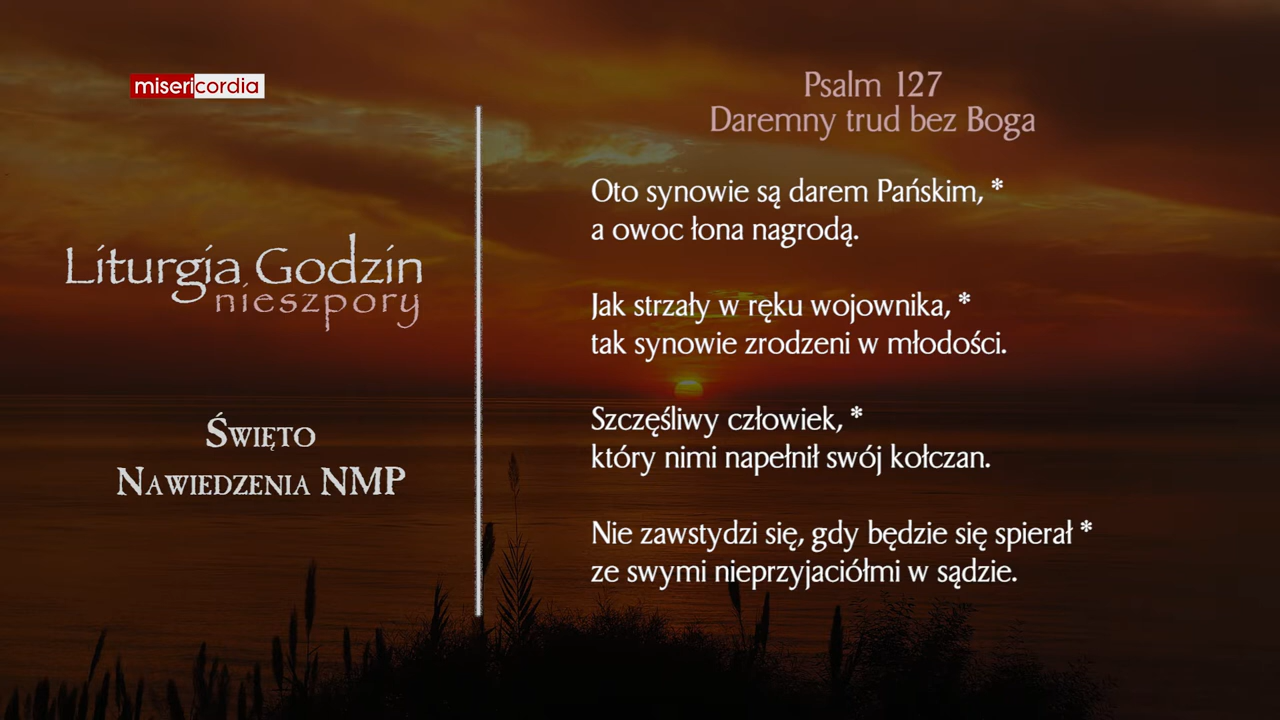 misericordia
Liturgia Godzin
nieszpory
Święto
Nawiedzenia NMP
Psalm 127
Daremny trud bez Boga
Oto synowie są darem Pańskim, *
a owoc łona nagrodą.
Jak strzały w ręku wojownika, *
tak synowie zrodzeni w młodości.
Szczęśliwy człowiek, *
który nimi napełnił swój kołczan.
Nie zawstydzi się, gdy będzie się spierał *
ze swymi nieprzyjaciółmi w sądzie.